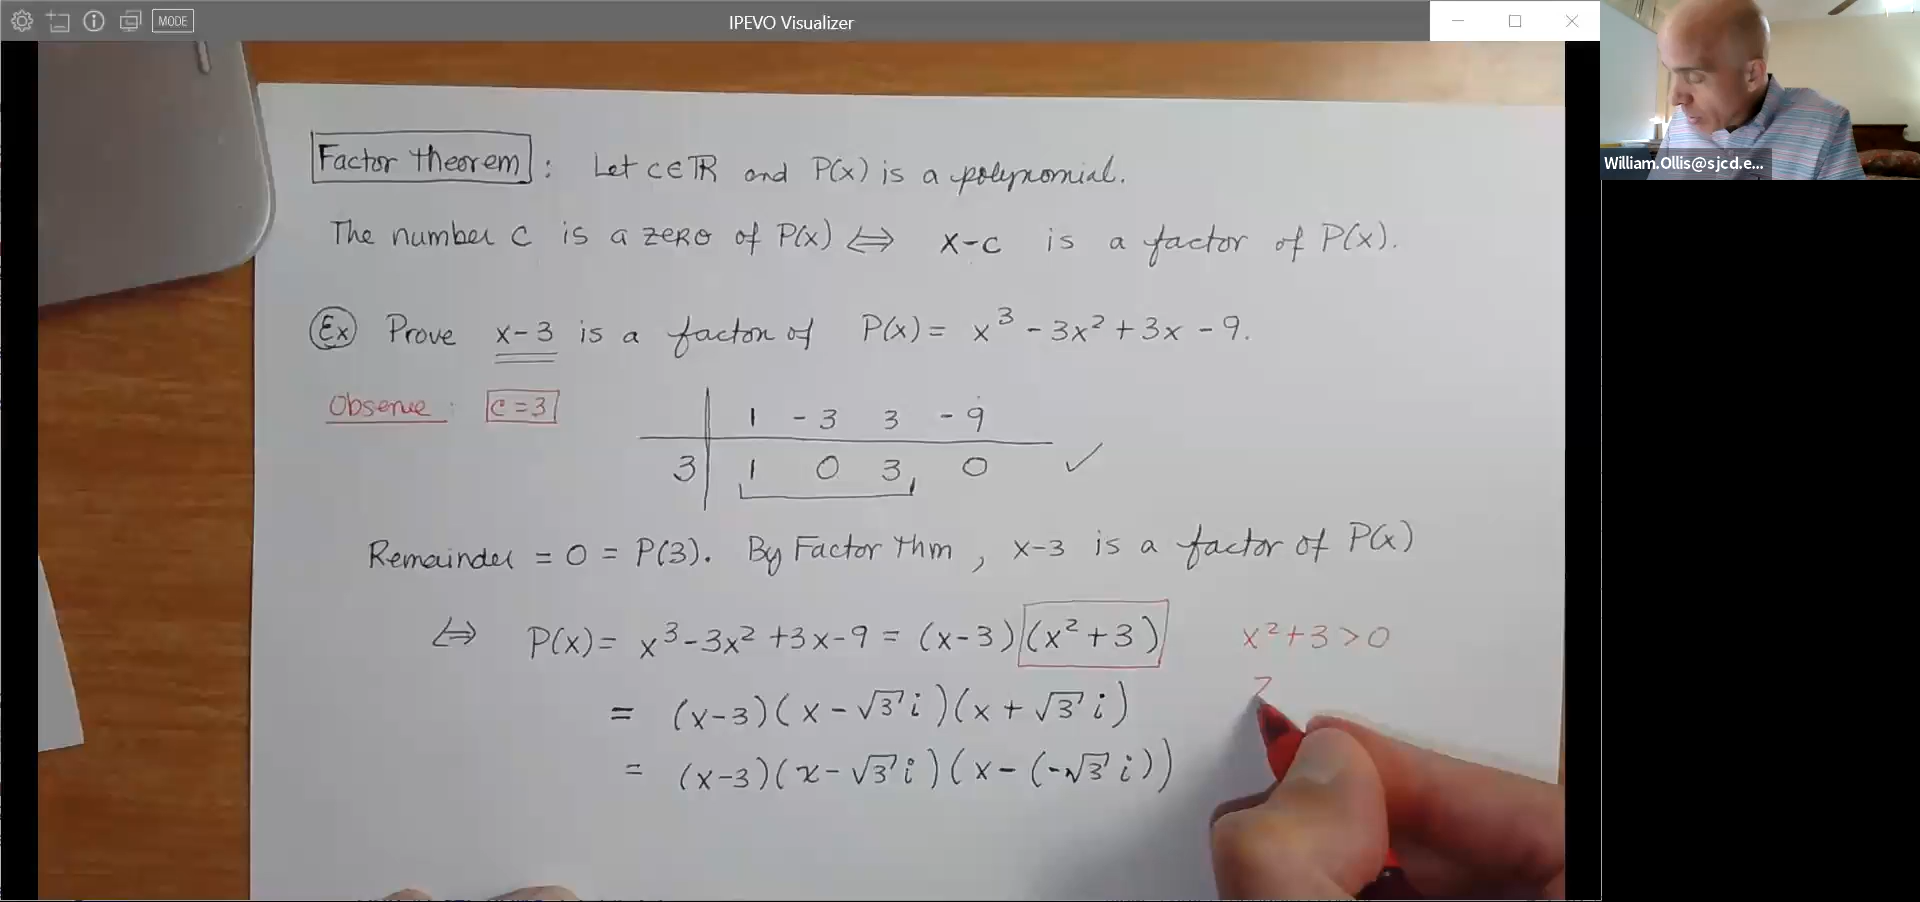 MODE
IPEVO Visualizer
William.Ollis@sjcd.e...
Factor theorem : Let c∈ℝ and P(x) is a polynomial.
The number c is a zero of P(x) ⟺ x-c is a factor of P(x).
Ex Prove x-3 is a factor of P(x) = x³ - 3x² + 3x - 9.
Observe : c=3
1 -3 3 -9
3 1 0 3 0 ✓
Remainder = 0 = P(3). By Factor Thm, x-3 is a factor of P(x)
⟺ P(x) = x³-3x²+3x-9 = (x-3)(x²+3) x²+3>0
= (x-3)(x-√3 i)(x+√3 i)
= (x-3)(x-√3 i)(x-(-√3 i))